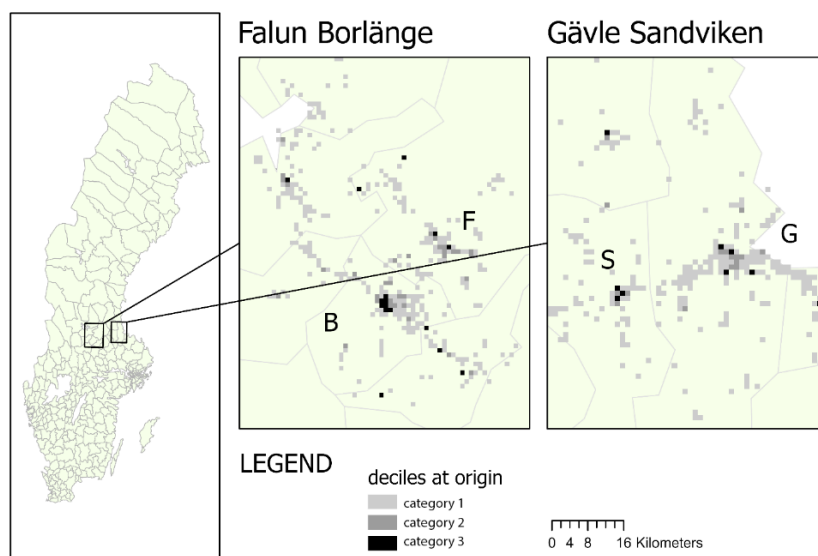 Falun Borlänge
Gävle Sandviken
F
B
G
S
LEGEND
deciles at origin
category 1
category 2
category 3
0 4 8 16 Kilometers